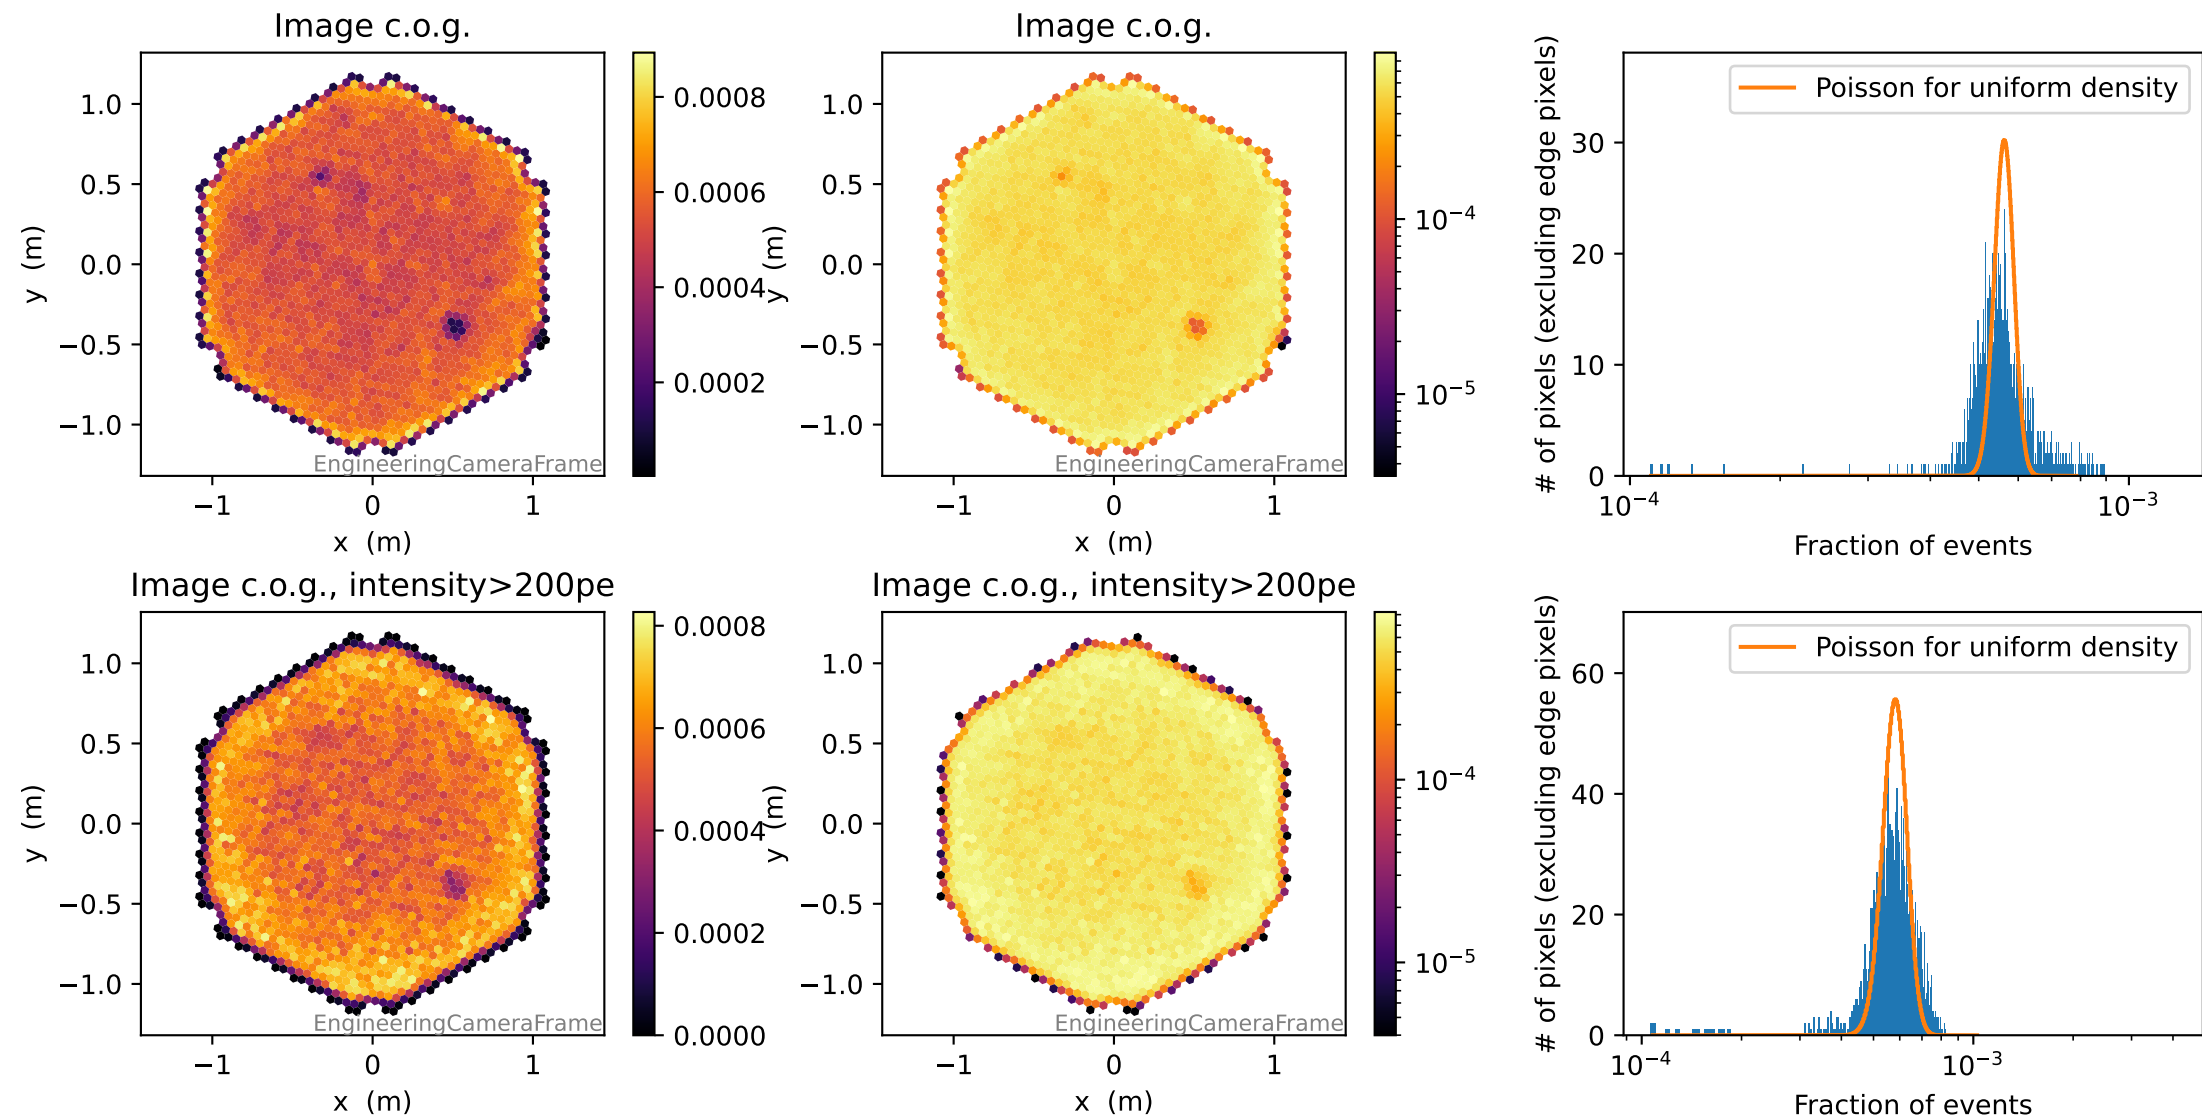 Image c.o.g.
y (m)
1.0
0.5
0.0
−0.5
−1.0
−1
0
1
x (m)
EngineeringCameraFrame
0.0008
0.0006
0.0004
0.0002
Image c.o.g.
y (m)
1.0
0.5
0.0
−0.5
−1.0
−1
0
1
x (m)
EngineeringCameraFrame
10−4
10−5
# of pixels (excluding edge pixels)
30
20
10
0
10−4
10−3
Fraction of events
Poisson for uniform density
Image c.o.g., intensity>200pe
y (m)
1.0
0.5
0.0
−0.5
−1.0
−1
0
1
x (m)
EngineeringCameraFrame
0.0008
0.0006
0.0004
0.0002
0.0000
Image c.o.g., intensity>200pe
y (m)
1.0
0.5
0.0
−0.5
−1.0
−1
0
1
x (m)
EngineeringCameraFrame
10−4
10−5
# of pixels (excluding edge pixels)
60
40
20
0
10−4
10−3
Fraction of events
Poisson for uniform density